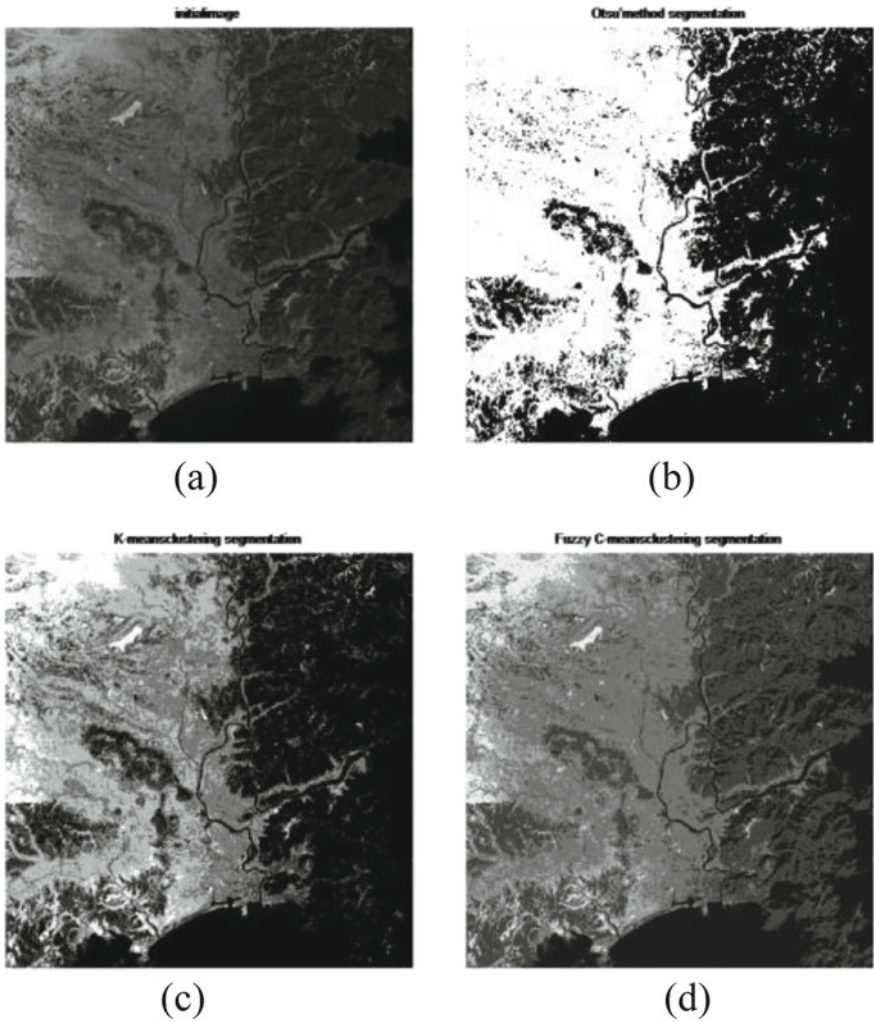 initialimage
Otsu'method segmentation
(a)
(b)
K-meansclustering segmentation
Fuzzy C-meansclustering segmentation
(c)
(d)